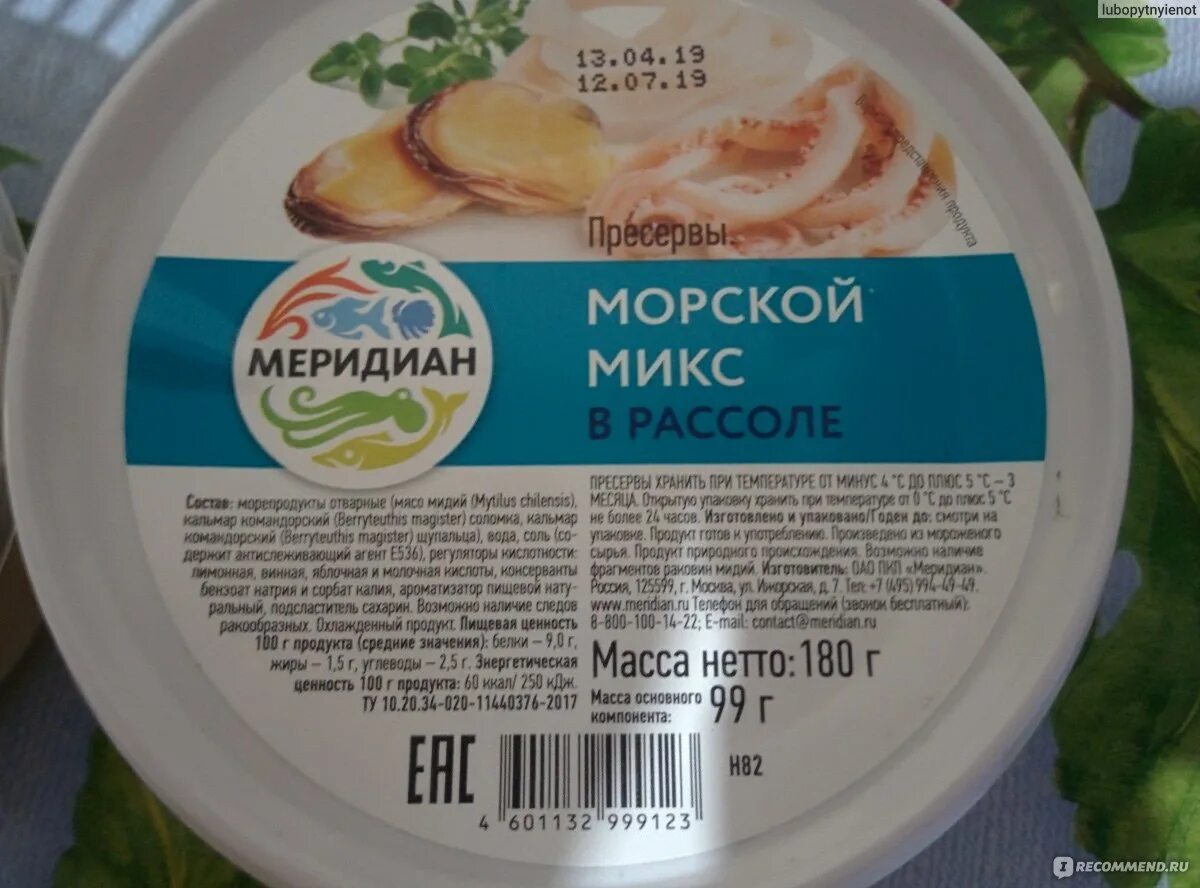 lubopytnyienot
13.04.19
12.07.19
Вариант представления продукта
Пресервы.
МЕРИДИАН
МОРСКОЙ
МИКС
В РАССОЛЕ
Состав: морепродукты отварные (мясо мидий (Mytilus chilensis),
кальмар командорский (Berryteuthis magister) соломка, кальмар
командорский (Berryteuthis magister) щупальца), вода, соль (со-
держит антислеживающий агент E536), регуляторы кислотности:
лимонная, винная, яблочная и молочная кислоты, консерванты
бензоат натрия и сорбат калия, ароматизатор пищевой нату-
ральный, подсластитель сахарин. Возможно наличие следов
ракообразных. Охлажденный продукт. Пищевая ценность
100 г продукта (средние значения): белки – 9,0 г,
жиры – 1,5 г, углеводы – 2,5 г. Энергетическая
ценность 100 г продукта: 60 ккал/ 250 кДж.
ТУ 10.20.34-020-11440376-2017
ПРЕСЕРВЫ ХРАНИТЬ ПРИ ТЕМПЕРАТУРЕ ОТ МИНУС 4 °С ДО ПЛЮС 5 °С – 3
МЕСЯЦА. Открытую упаковку хранить при температуре от 0 °С до плюс 5 °С
не более 24 часов. Изготовлено и упаковано/Годен до: смотри на
упаковке. Продукт готов к употреблению. Произведено из мороженого
сырья. Продукт природного происхождения. Возможно наличие
фрагментов раковин мидий. Изготовитель: ОАО ПКП «Меридиан».
Россия, 125599, г. Москва, ул. Ижорская, д. 7. Тел.: +7 (495) 994-49-49.
www.meridian.ru Телефон для обращений (звонок бесплатный):
8-800-100-14-22; E-mail: contact@meridian.ru
Масса нетто: 180 г
Масса основного
компонента: 99 г
EAC
H82
4 601132 999123
IRECOMMEND.RU